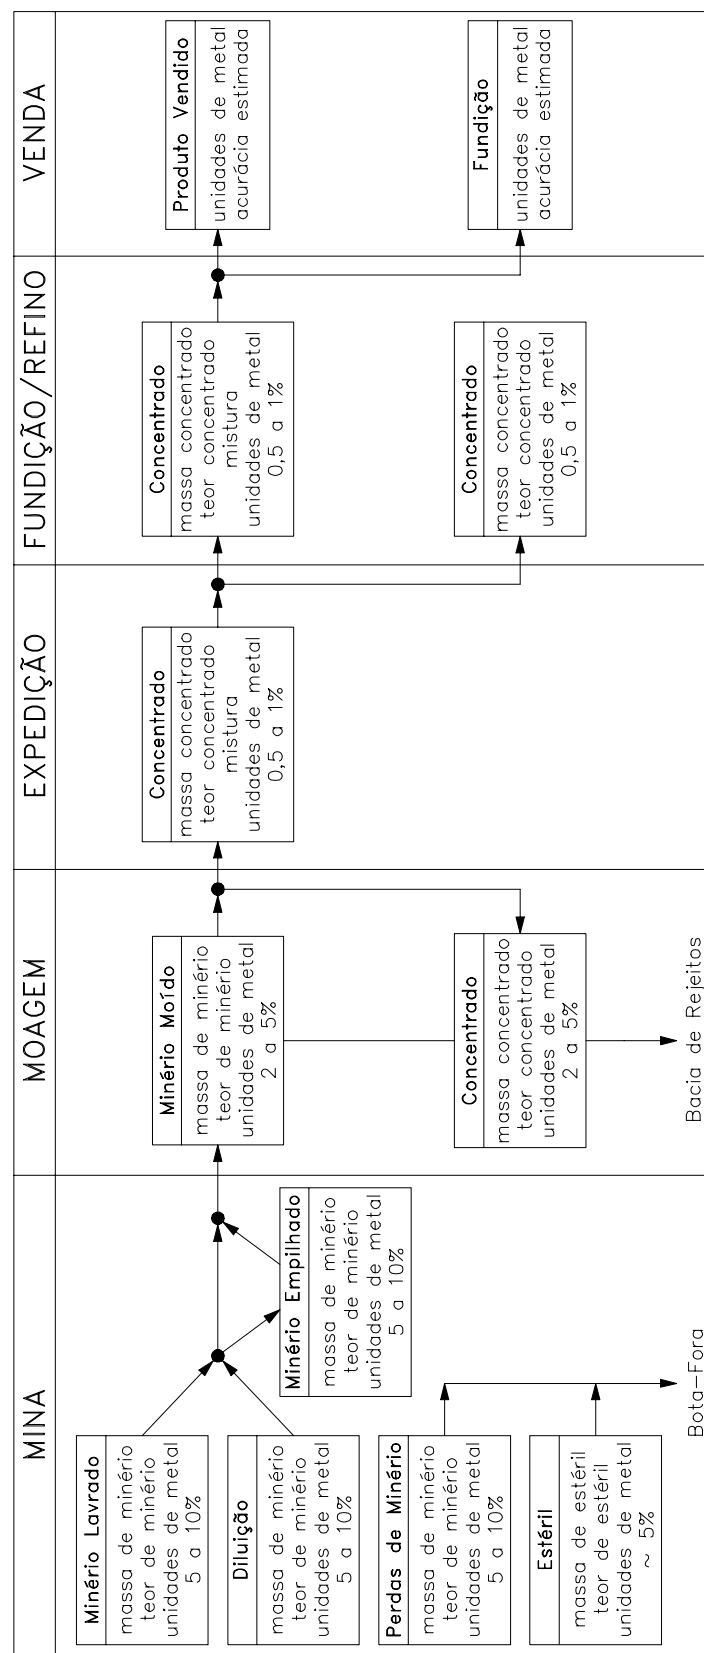 MINA
MOAGEM
EXPEDIÇÃO
FUNDIÇÃO/REFINO
VENDA
Minério Lavrado
massa de minério
teor de minério
unidades de metal
5 a 10%
Diluição
massa de minério
teor de minério
unidades de metal
5 a 10%
Perdas de Minério
massa de minério
teor de minério
unidades de metal
5 a 10%
Estéril
massa de estéril
teor de estéril
unidades de metal
~ 5%
Minério Empilhado
massa de minério
teor de minério
unidades de metal
5 a 10%
Bota-Fora
Minério Moído
massa de minério
teor de minério
unidades de metal
2 a 5%
Concentrado
massa concentrado
teor concentrado
unidades de metal
2 a 5%
Bacia de Rejeitos
Concentrado
massa concentrado
teor concentrado
mistura
unidades de metal
0,5 a 1%
Concentrado
massa concentrado
teor concentrado
mistura
unidades de metal
0,5 a 1%
Concentrado
massa concentrado
teor concentrado
unidades de metal
0,5 a 1%
Produto Vendido
unidades de metal
acurácia estimada
Fundição
unidades de metal
acurácia estimada